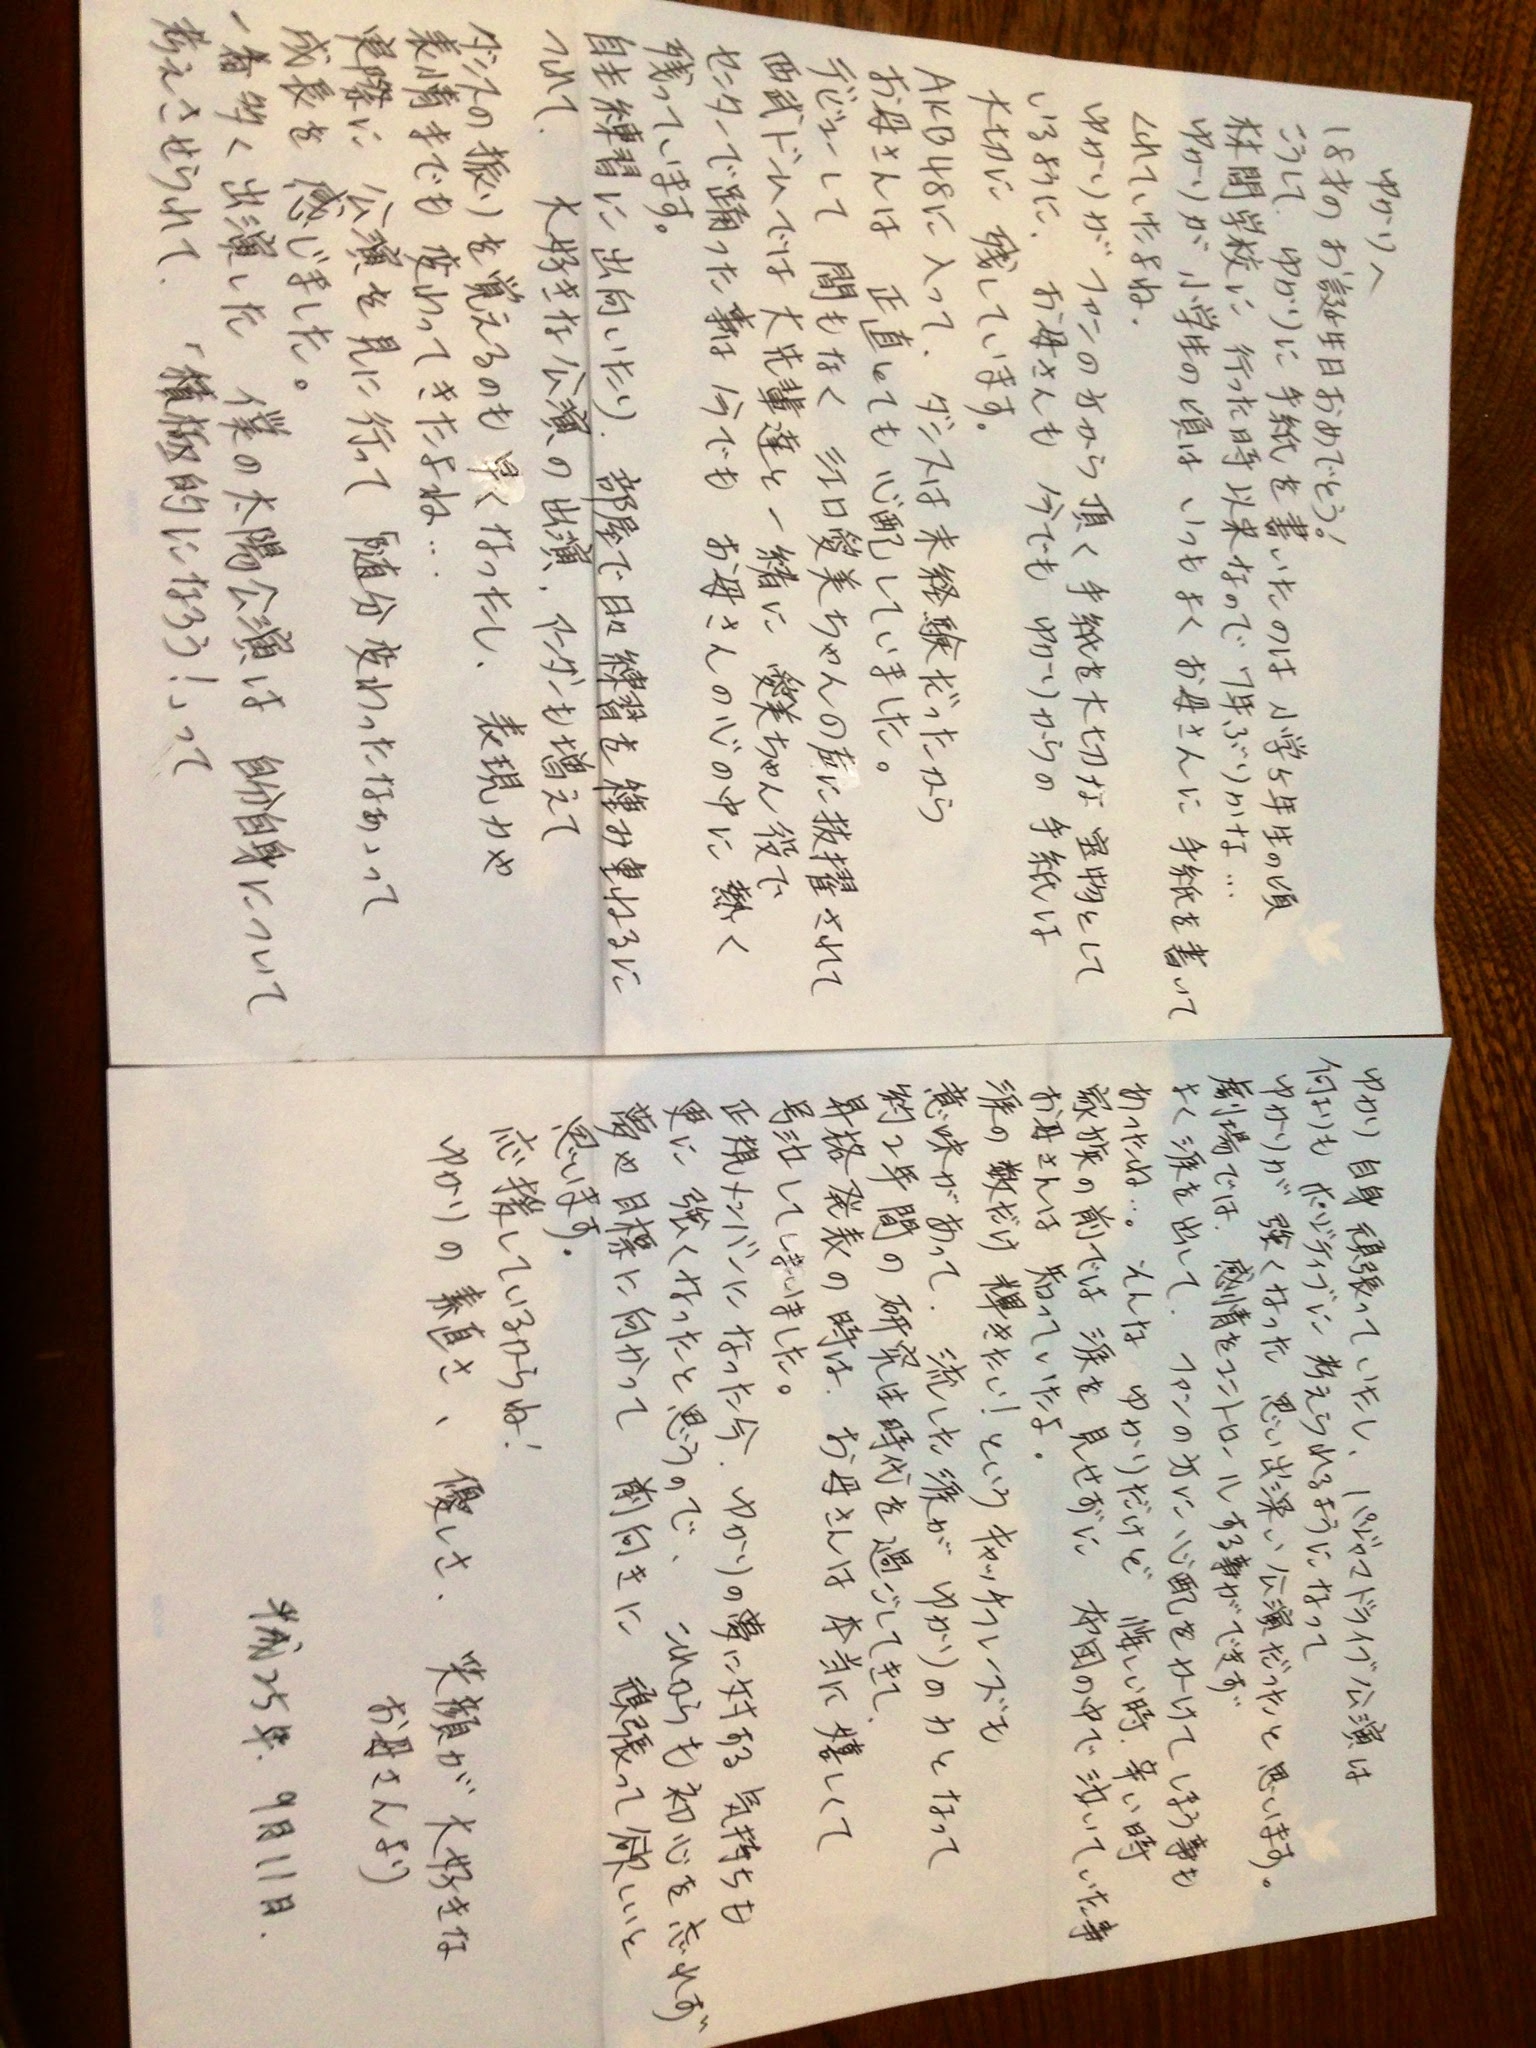 ゆかりへ
18才のお誕生日おめでとう!
こうして、ゆかりに手紙を書いたのは小学5年生の頃
林間学校に行った時以来なので7年ぶりかな…
ゆかりが小学生の頃はいつもよくお母さんに手紙を書いて
くれていたよね。
ゆかりがファンの方から頂く手紙を大切な宝物として
いるように、お母さんも今でもゆかりからの手紙は
大切に残しています。
AKB48に入って、ダンスは未経験だったから
お母さんは正直とても心配していました。
デビューして間もなく江口愛実ちゃんの声に抜擢されて
西武ドームでは大先輩達と一緒に愛実ちゃん役で
センターで踊った事は今でもお母さんの心の中に熱く
残っています。
自主練習に出向いたり、部屋で日々練習を積み重ねるに
つれて、大好きな公演の出演、アンダーも増えて
ダンスの振りを覚えるのも早くなったし、表現力や
表情までも変わってきたよね…
実際に公演を見に行って「随分変わったなあ」って
成長を感じました。
一番多く出演した僕の太陽公演は自分自身について
考えさせられて、「積極的になろう!」って
ゆかり自身頑張っていたし、パジャマドライブ公演は
何よりもポジティブに考えられるようになって
ゆかりが強くなった思い出深い公演だったと思います。
劇場では、感情をコントロールする事ができず
よく涙を出して、ファンの方に心配をかけてしまう事も
あったね…。そんなゆかりだけど悔しい時、辛い時
家族の前では涙を見せずに布団の中で泣いていた事
お母さんは知っていたよ。
涙の数だけ輝きたい!というキャッチフレーズも
意味があって、流した涙がゆかりの力となって
約2年間の研究生時代を過ごしてきて、
昇格発表の時は、お母さんは本当に嬉しくて
号泣してしまいました。
正規メンバーになった今、ゆかりの夢に対する気持ちも
更に強くなったと思うので、これからも初心を忘れず
夢や目標に向かって前向きに頑張って欲しいと
思います。
応援しているからね!
ゆかりの素直さ、優しさ、笑顔が大好きな
お母さんより
平成25年、9月11日.